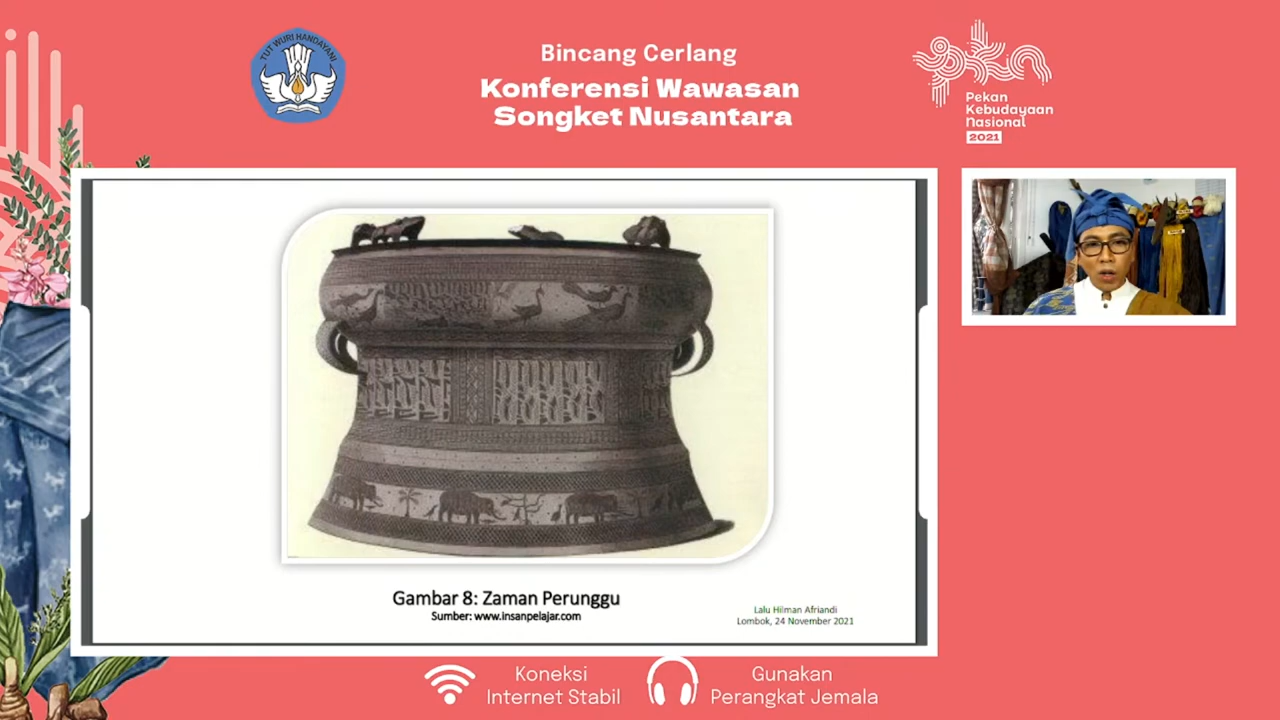 TUT WURI HANDAYANI
Bincang Cerlang
Konferensi Wawasan
Songket Nusantara
Pekan
Kebudayaan
Nasional
2021
Gambar 8: Zaman Perunggu
Sumber: www.insanpelajar.com
Lalu Hilman Afriandi
Lombok, 24 November 2021
Koneksi
Internet Stabil
Gunakan
Perangkat Jemala